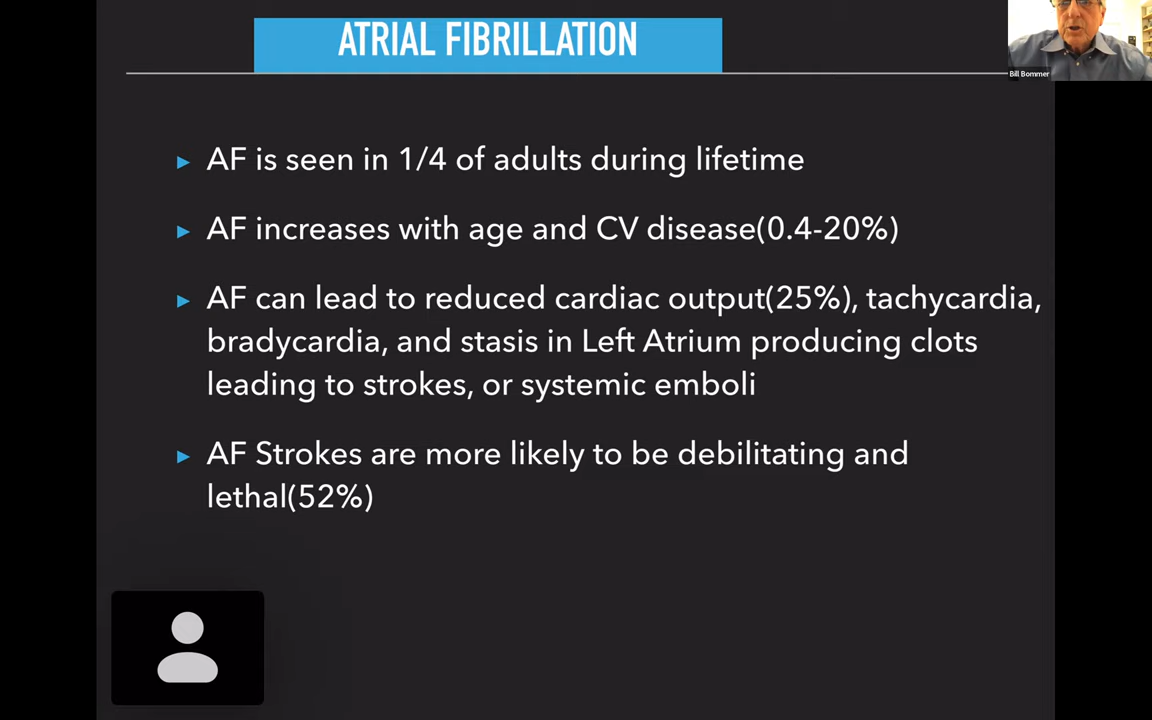 ATRIAL FIBRILLATION
Bill Bommer
▸ AF is seen in 1/4 of adults during lifetime
▸ AF increases with age and CV disease(0.4-20%)
▸ AF can lead to reduced cardiac output(25%), tachycardia,
bradycardia, and stasis in Left Atrium producing clots
leading to strokes, or systemic emboli
▸ AF Strokes are more likely to be debilitating and
lethal(52%)